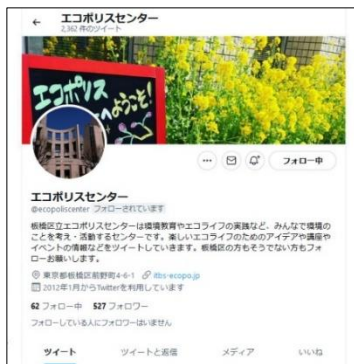 ← エコポリスセンター
2,362 件のツイート
エコポリス
へようこそ!
フォロー中
エコポリスセンター
@ecopoliscenter フォローされています
板橋区立エコポリスセンターは環境教育やエコライフの実践など、みんなで環境の
ことを考え・活動するセンターです。楽しいエコライフのためのアイデアや講座や
イベントの情報などをツイートしていきます。板橋区の方もそうでない方もフォ
ローお願いします。
東京都板橋区前野町4-6-1 itbs-ecopo.jp
2012年1月からTwitterを利用しています
62 フォロー中 527 フォロワー
フォローしている人にフォロワーはいません
ツイート ツイートと返信 メディア いいね